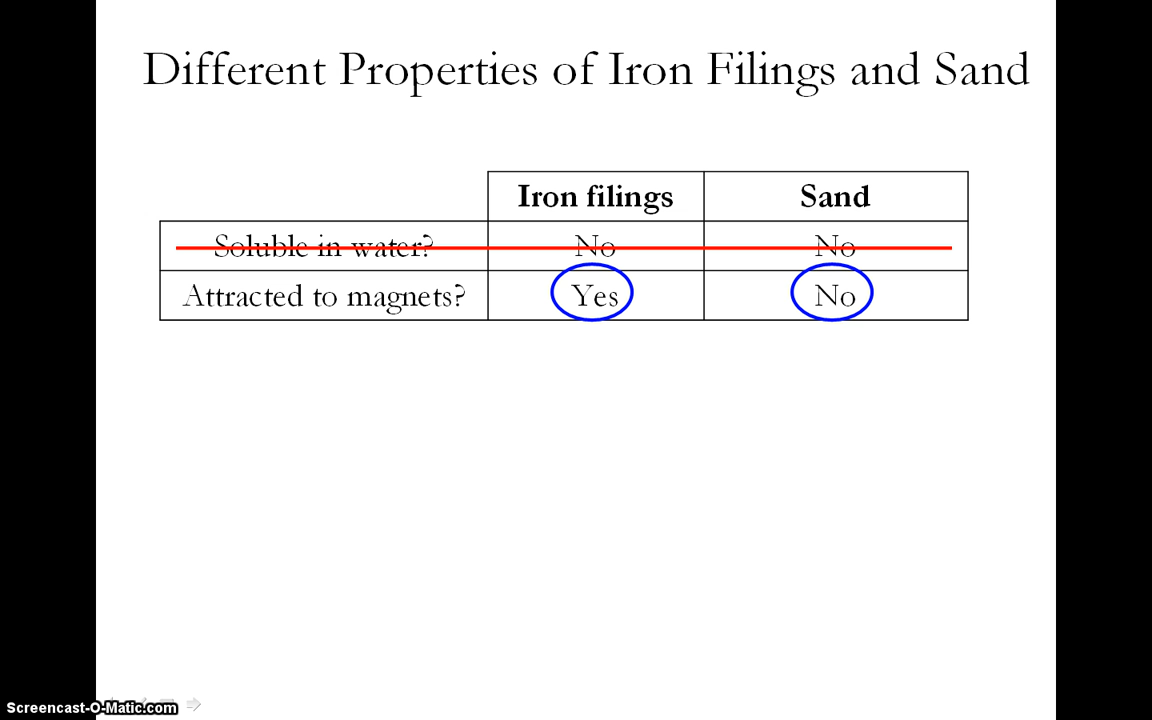 Different Properties of Iron Filings and Sand
Iron filings Sand
Soluble in water? No No
Attracted to magnets? Yes No
Screencast-O-Matic.com